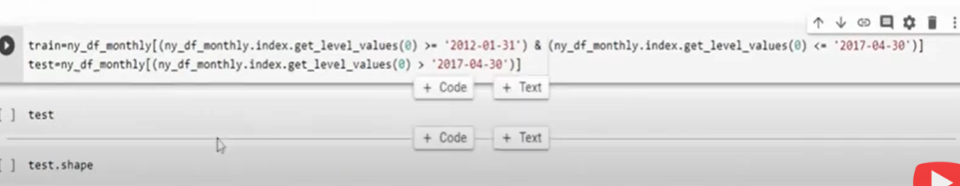 train=ny_df_monthly[(ny_df_monthly.index.get_level_values(0) >= '2012-01-31') & (ny_df_monthly.index.get_level_values(0) <= '2017-04-30')]
test=ny_df_monthly[(ny_df_monthly.index.get_level_values(0) > '2017-04-30')]
+ Code + Text
[ ] test
+ Code + Text
[ ] test.shape